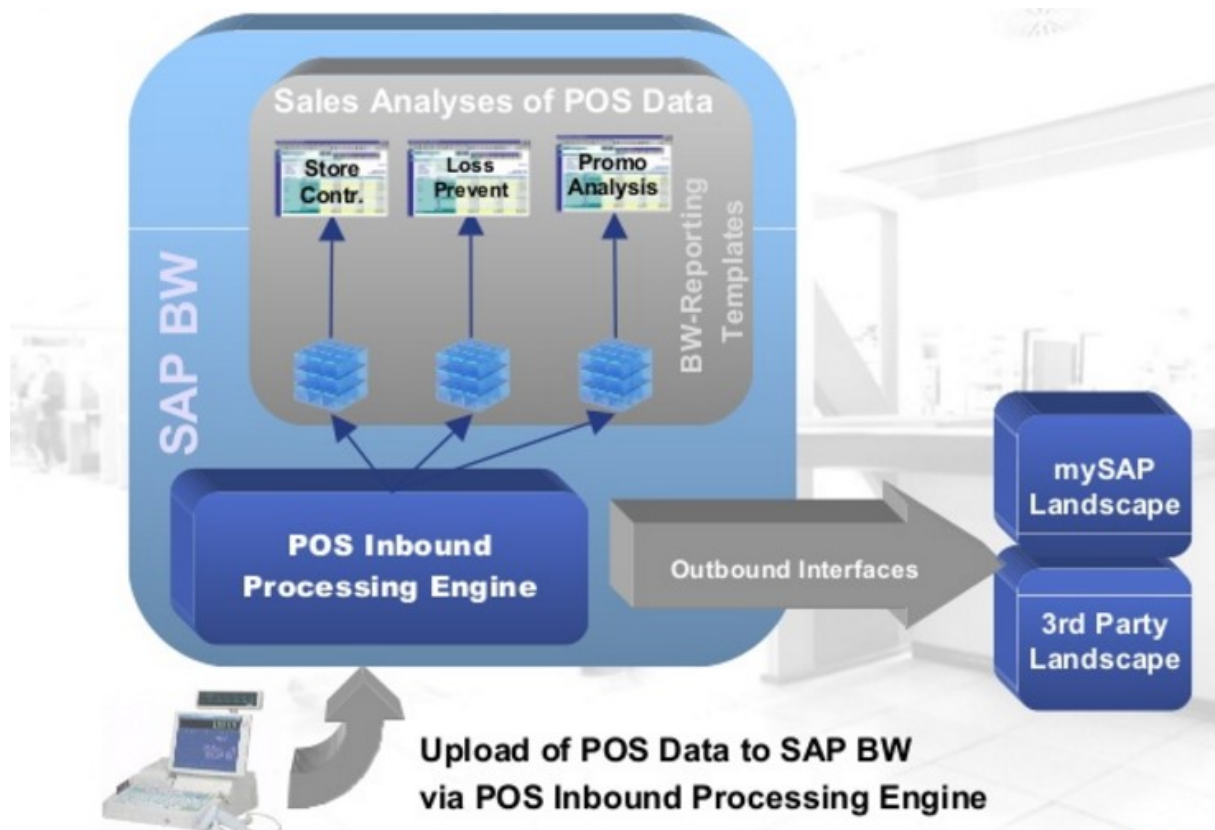 Sales Analyses of POS Data
Store
Contr.
Loss
Prevent
Promo
Analysis
BW-Reporting
Templates
SAP BW
POS Inbound
Processing Engine
Outbound Interfaces
mySAP
Landscape
3rd Party
Landscape
Upload of POS Data to SAP BW
via POS Inbound Processing Engine